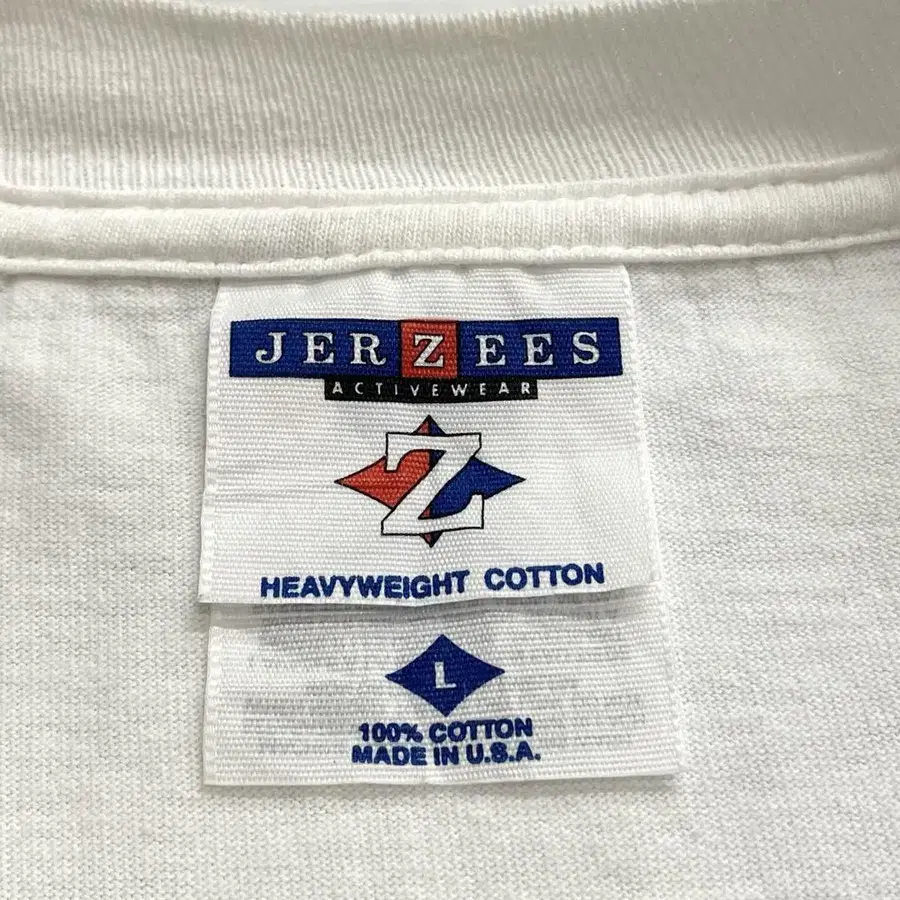 JERZEES
ACTIVEWEAR
Z
HEAVYWEIGHT COTTON
L
100% COTTON
MADE IN U.S.A.